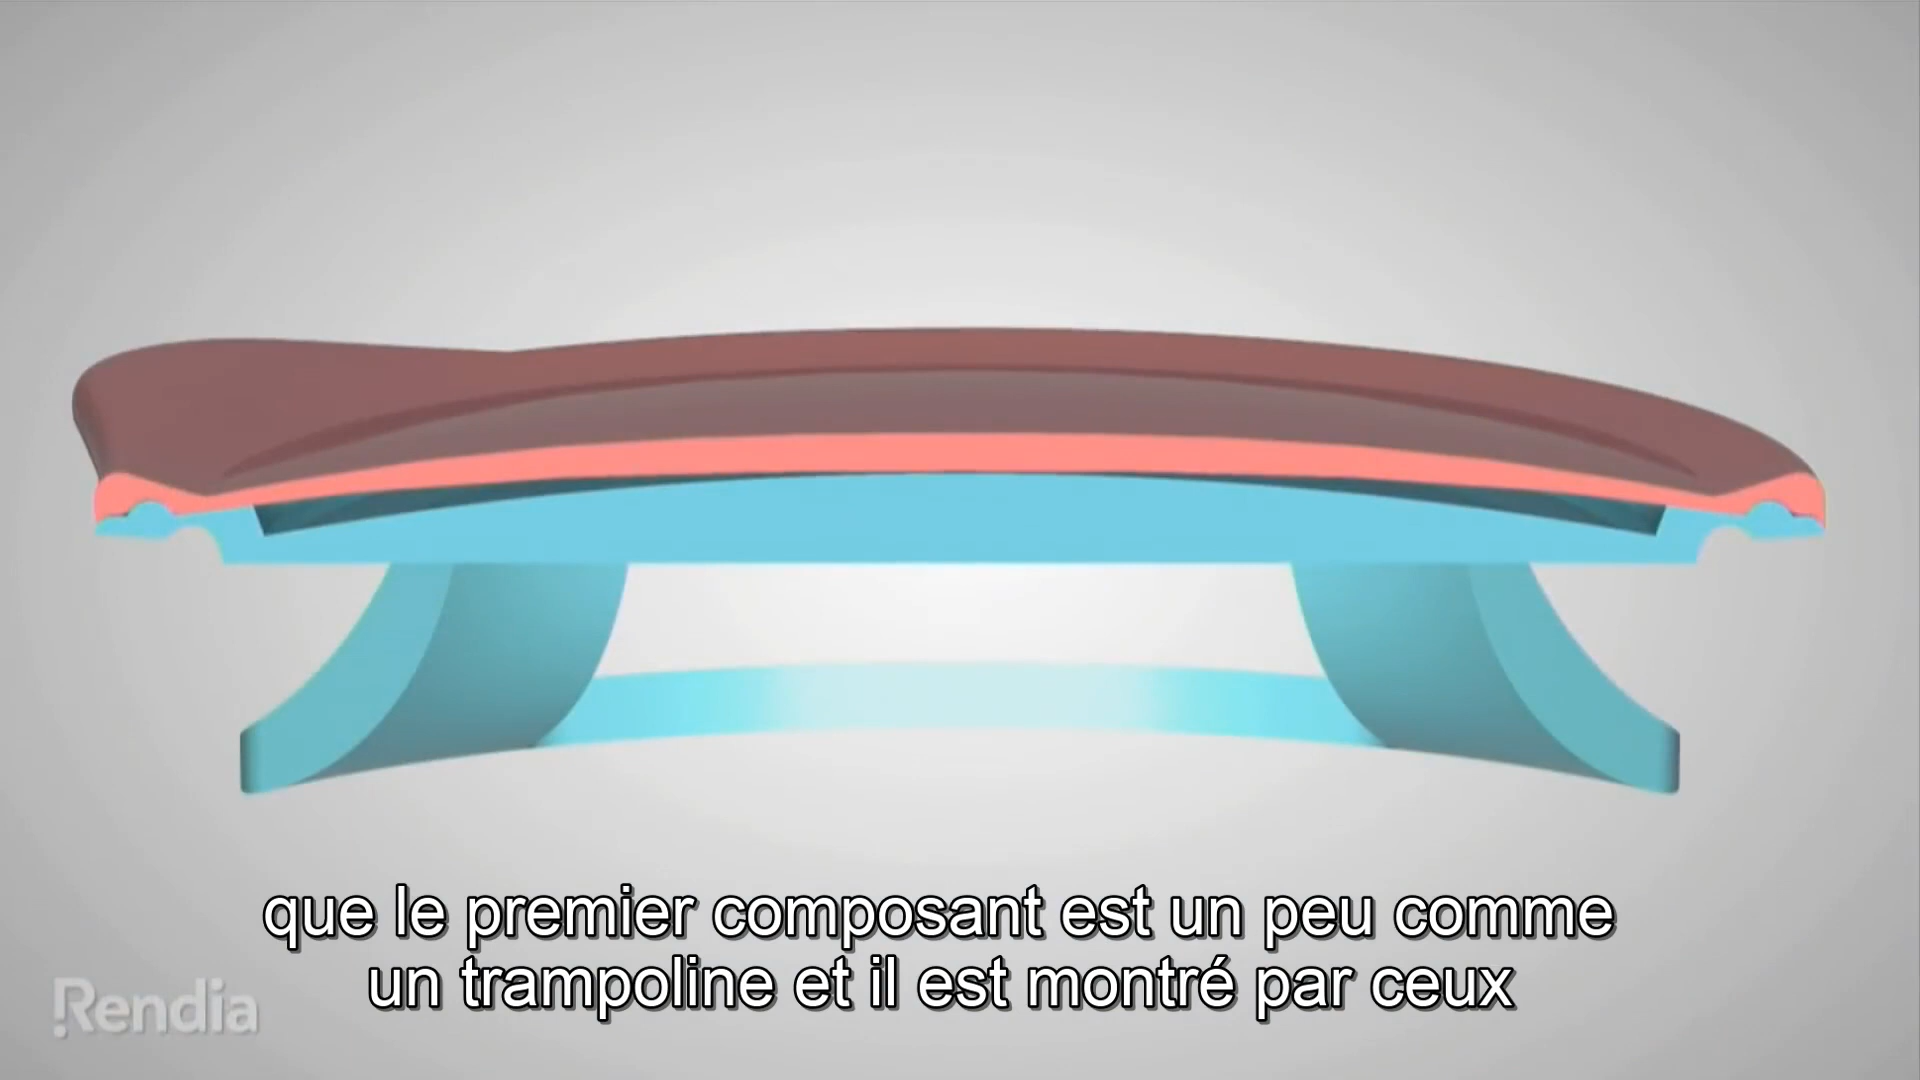 que le premier composant est un peu comme
un trampoline et il est montré par ceux
Rendia